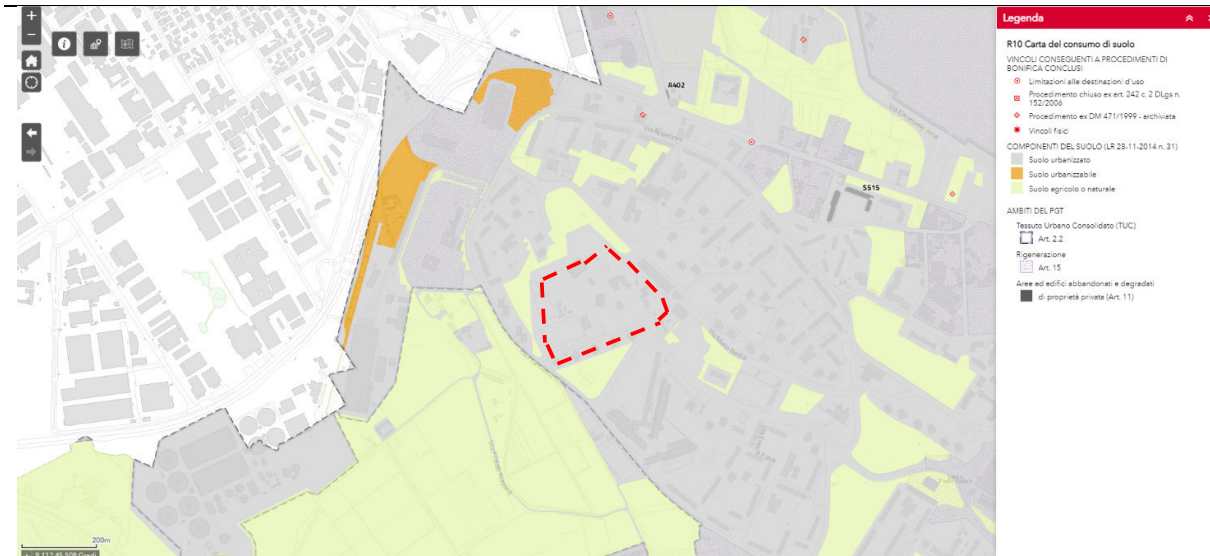 Legenda
R10 Carta del consumo di suolo
VINCOLI CONSEGUENTI A PROCEDIMENTI DI
BONIFICA CONCLUSI
Limitazioni alle destinazioni d'uso
Procedimento chiuso ex art. 242 c. 2 DLgs n.
152/2006
Procedimento ex DM 471/1999 - archiviata
Vincoli fisici
COMPONENTI DEL SUOLO (LR 28-11-2014 n. 31)
Suolo urbanizzato
Suolo urbanizzabile
Suolo agricolo o naturale
AMBITI DEL PGT
Tessuto Urbano Consolidato (TUC)
Art. 2.2
Rigenerazione
Art. 15
Aree ed edifici abbandonati e degradati
di proprietà privata (Art. 11)
A402
S515
200m